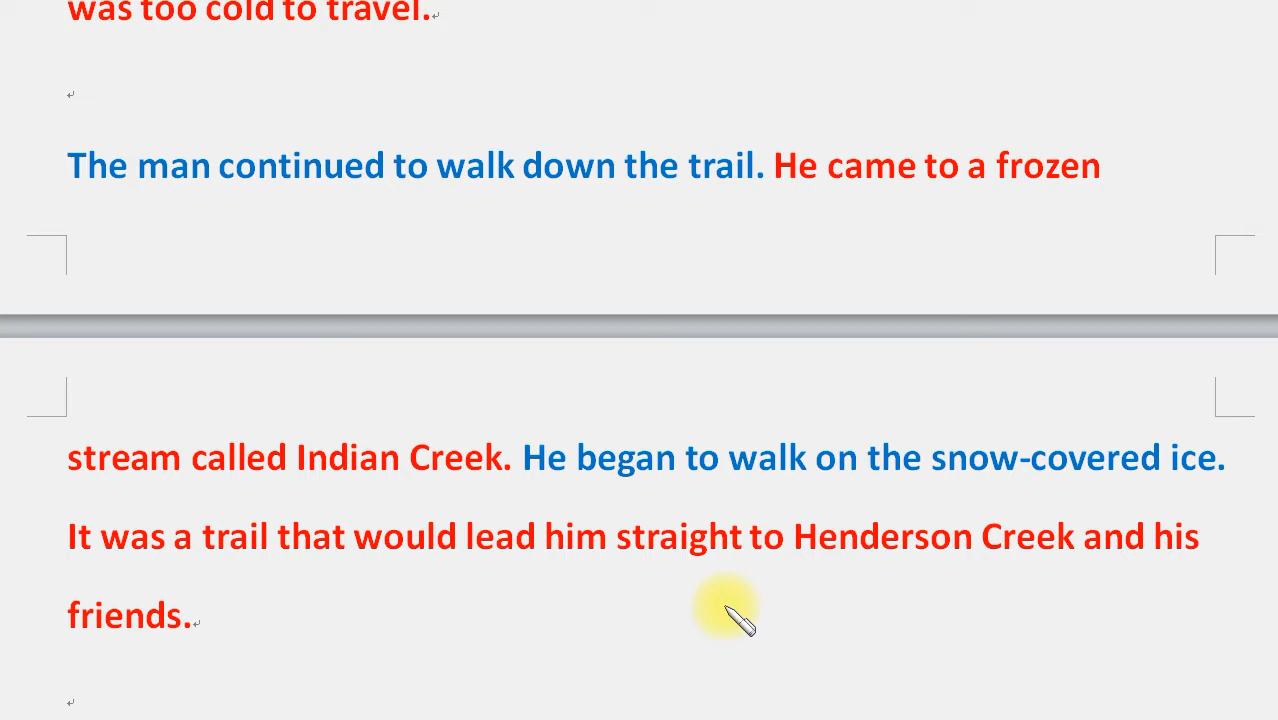 was too cold to travel.
The man continued to walk down the trail. He came to a frozen
stream called Indian Creek. He began to walk on the snow-covered ice.
It was a trail that would lead him straight to Henderson Creek and his
friends.